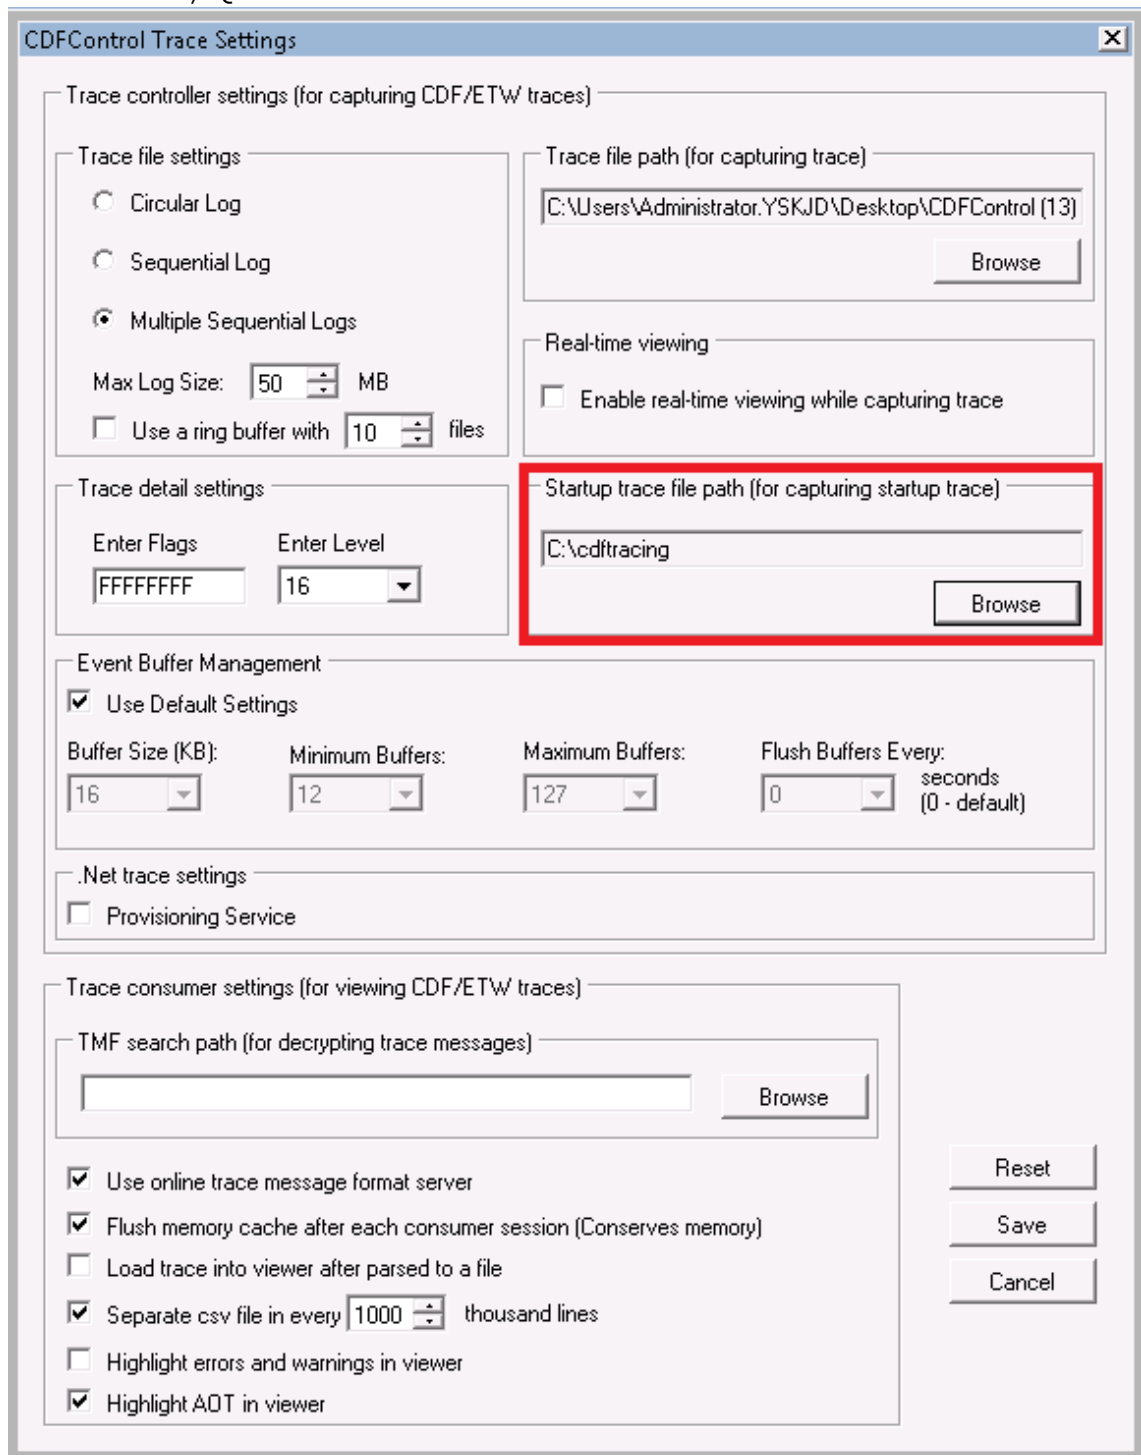 CDFControl Trace Settings
Trace controller settings (for capturing CDF/ETW traces)
Trace file settings
Circular Log
Sequential Log
Multiple Sequential Logs
Max Log Size: 50 MB
Use a ring buffer with 10 files
Trace file path (for capturing trace)
C:\Users\Administrator.YSKJD\Desktop\CDFControl (13)
Browse
Real-time viewing
Enable real-time viewing while capturing trace
Trace detail settings
Enter Flags Enter Level
FFFFFFFF 16
Startup trace file path (for capturing startup trace)
C:\cdftracing
Browse
Event Buffer Management
Use Default Settings
Buffer Size (KB): Minimum Buffers: Maximum Buffers: Flush Buffers Every:
16 12 127 0 seconds
(0 - default)
.Net trace settings
Provisioning Service
Trace consumer settings (for viewing CDF/ETW traces)
TMF search path (for decrypting trace messages)
Browse
Use online trace message format server
Flush memory cache after each consumer session (Conserves memory)
Load trace into viewer after parsed to a file
Separate csv file in every 1000 thousand lines
Highlight errors and warnings in viewer
Highlight AOT in viewer
Reset
Save
Cancel